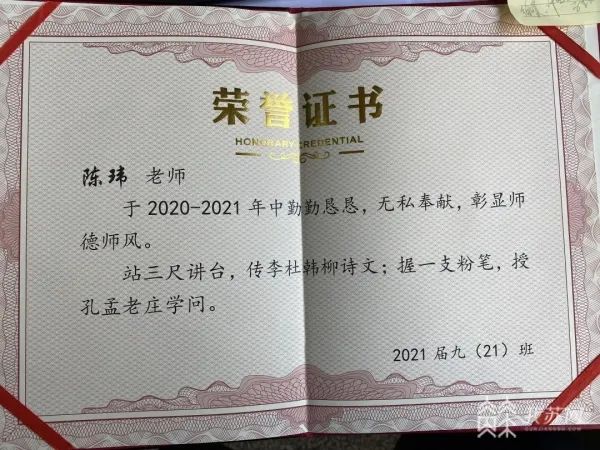 荣誉证书
HONORARY CREDENTIAL
陈玮 老师
于 2020-2021 年中勤勤恳恳，无私奉献，彰显师
德师风。
站三尺讲台，传李杜韩柳诗文；握一支粉笔，授
孔孟老庄学问。
2021 届九（21）班
我苏网